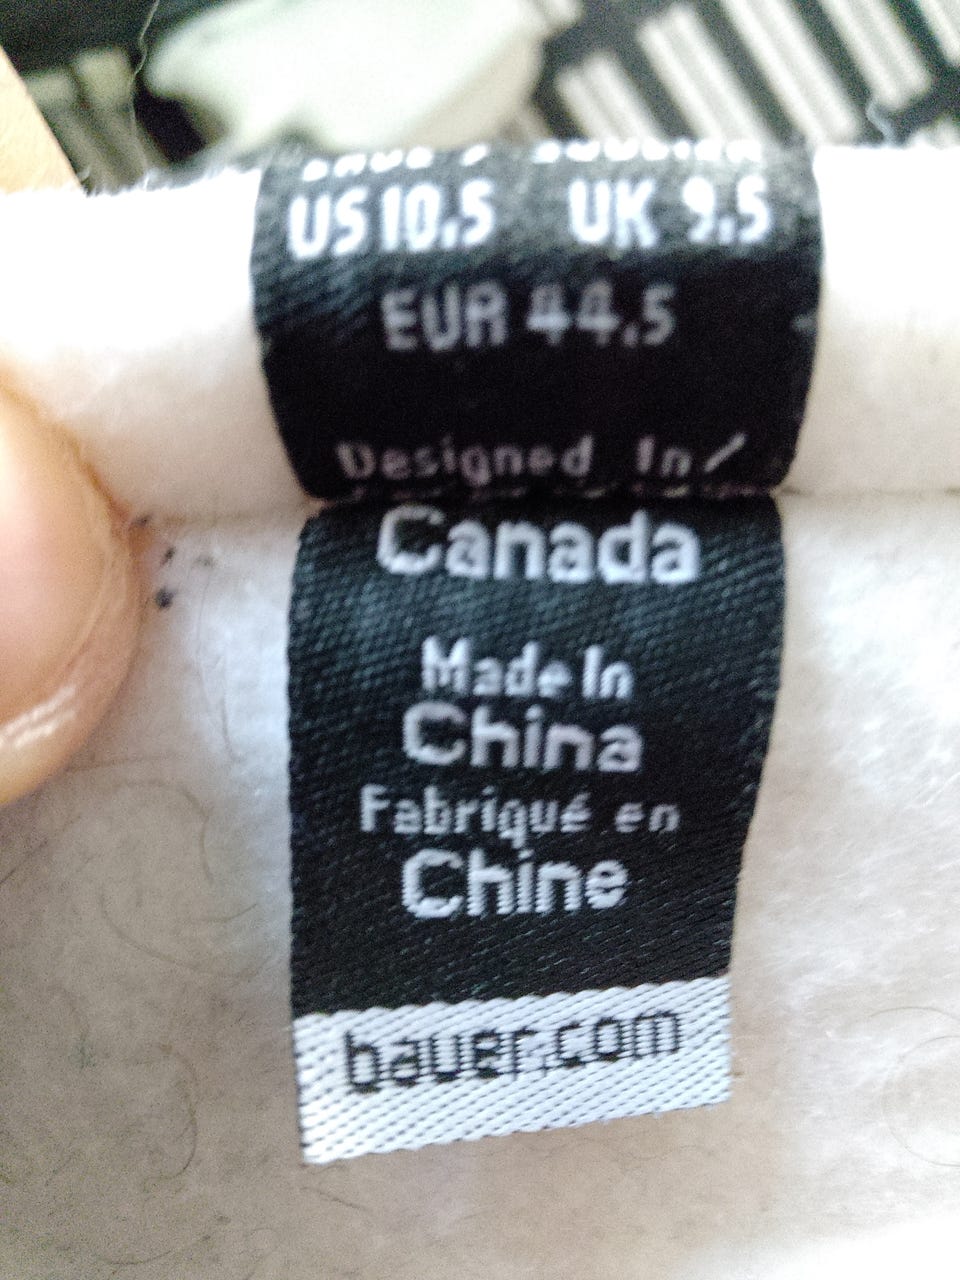 US 10.5 UK 9.5
EUR 44.5
Designed In/
Canada
Made In
China
Fabriqué en
Chine
bauer.com